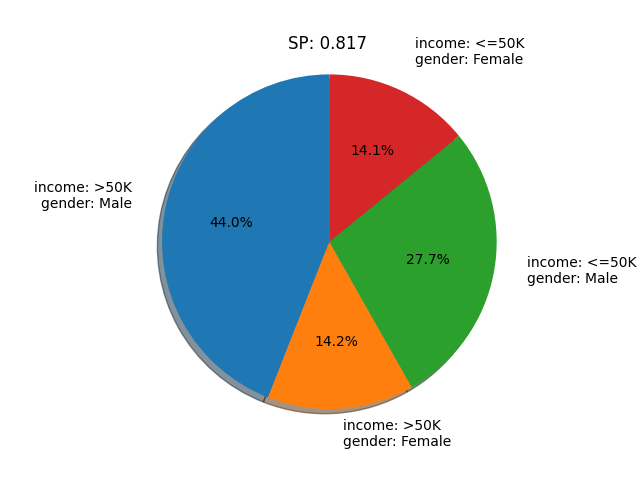 SP: 0.817
income: <=50K
gender: Female
14.1%
income: >50K
gender: Male
44.0%
27.7%
income: <=50K
gender: Male
14.2%
income: >50K
gender: Female